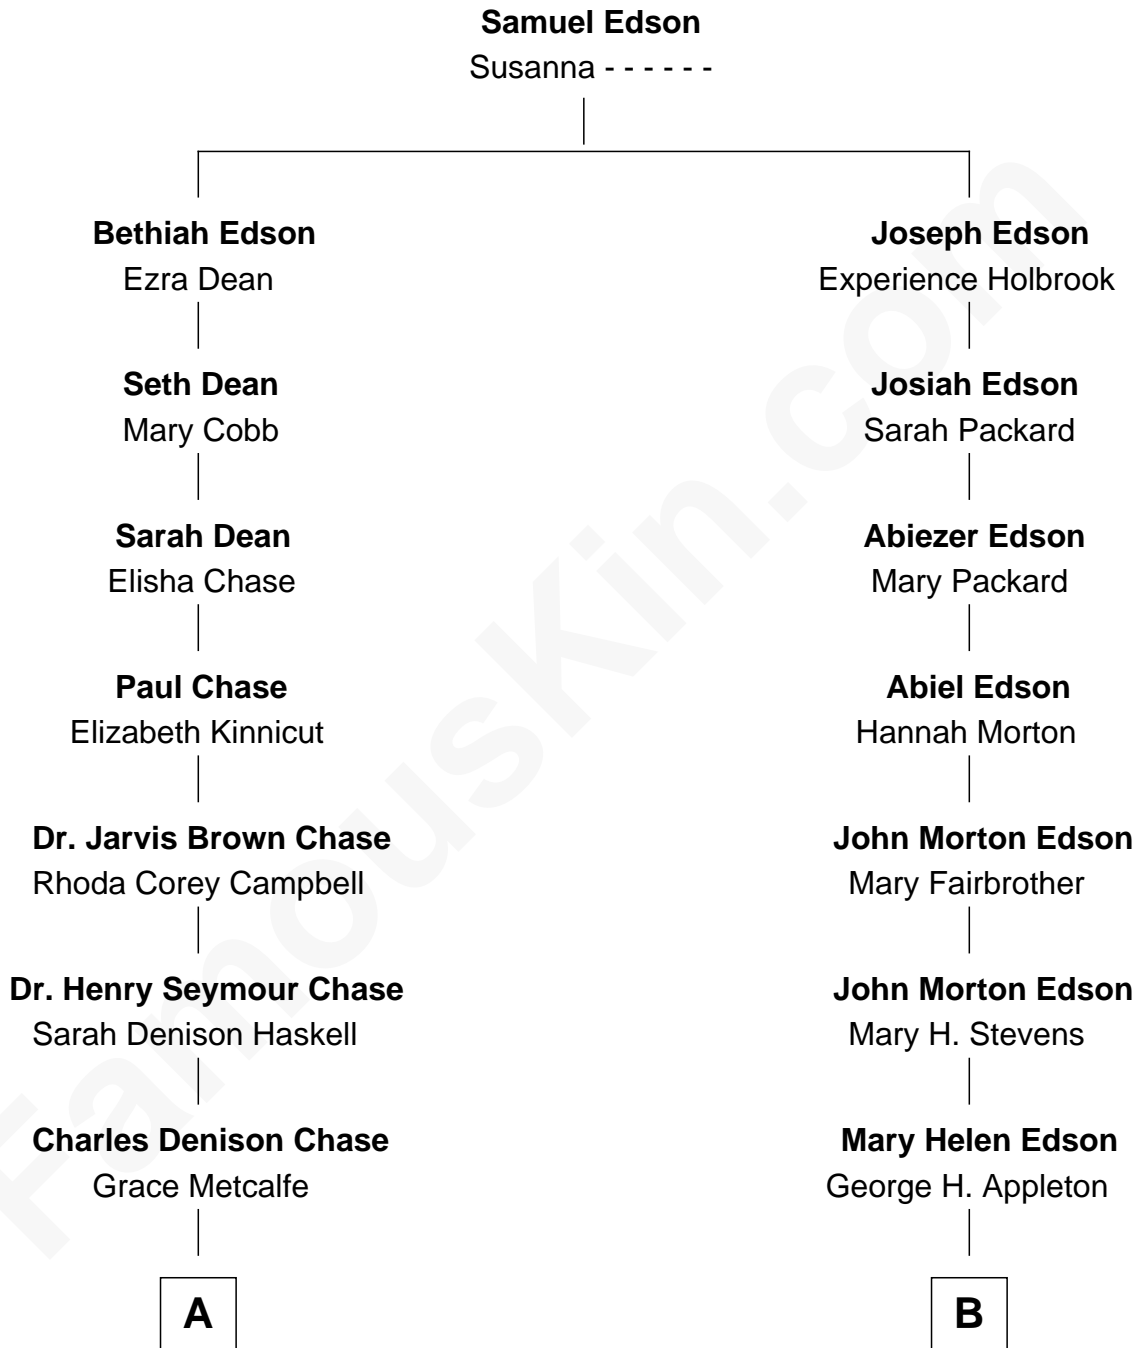 Samuel Edson
Susanna - - - - - -
Bethiah Edson
Ezra Dean
Seth Dean
Mary Cobb
Sarah Dean
Elisha Chase
Paul Chase
Elizabeth Kinnicut
Dr. Jarvis Brown Chase
Rhoda Corey Campbell
Dr. Henry Seymour Chase
Sarah Denison Haskell
Charles Denison Chase
Grace Metcalfe
A
Joseph Edson
Experience Holbrook
Josiah Edson
Sarah Packard
Abiezer Edson
Mary Packard
Abiel Edson
Hannah Morton
John Morton Edson
Mary Fairbrother
John Morton Edson
Mary H. Stevens
Mary Helen Edson
George H. Appleton
B
FamousKin.com